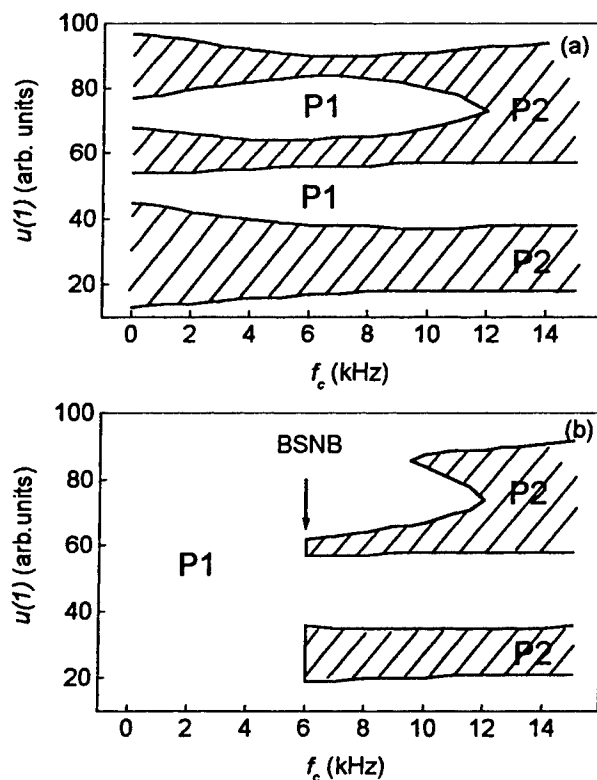 100
(a)
80
P1
P2
60
u(1) (arb. units)
P1
40
P2
20
0 2 4 6 8 10 12 14
f_c (kHz)
100
(b)
BSNB
80
P2
60
u(1) (arb.units)
P1
40
P2
20
0 2 4 6 8 10 12 14
f_c (kHz)